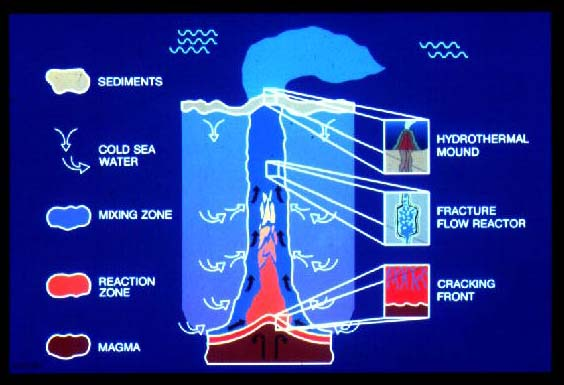 SEDIMENTS
COLD SEA
WATER
MIXING ZONE
REACTION
ZONE
MAGMA
HYDROTHERMAL
MOUND
FRACTURE
FLOW REACTOR
CRACKING
FRONT